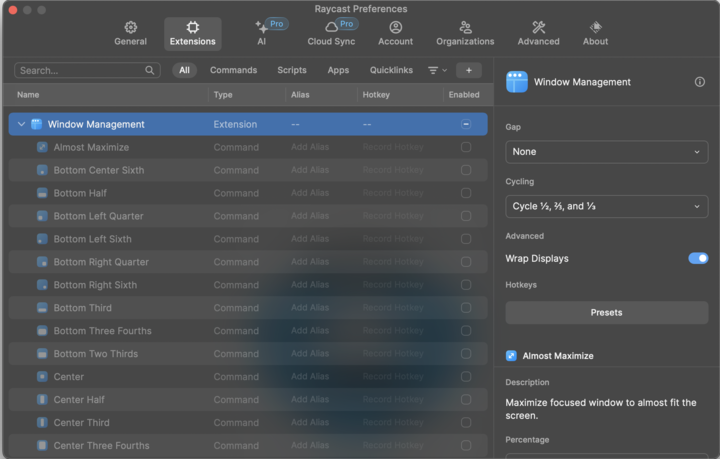 Raycast Preferences
General
Extensions
Pro
AI
Pro
Cloud Sync
Account
Organizations
Advanced
About
Search...
All
Commands
Scripts
Apps
Quicklinks
+
Name Type Alias Hotkey Enabled
Window Management Extension -- --
Almost Maximize Command Add Alias Record Hotkey
Bottom Center Sixth Command Add Alias Record Hotkey
Bottom Half Command Add Alias Record Hotkey
Bottom Left Quarter Command Add Alias Record Hotkey
Bottom Left Sixth Command Add Alias Record Hotkey
Bottom Right Quarter Command Add Alias Record Hotkey
Bottom Right Sixth Command Add Alias Record Hotkey
Bottom Third Command Add Alias Record Hotkey
Bottom Three Fourths Command Add Alias Record Hotkey
Bottom Two Thirds Command Add Alias Record Hotkey
Center Command Add Alias Record Hotkey
Center Half Command Add Alias Record Hotkey
Center Third Command Add Alias Record Hotkey
Center Three Fourths Command Add Alias Record Hotkey
Window Management
Gap
None
Cycling
Cycle ½, ⅔, and ⅓
Advanced
Wrap Displays
Hotkeys
Presets
Almost Maximize
Description
Maximize focused window to almost fit the
screen.
Percentage